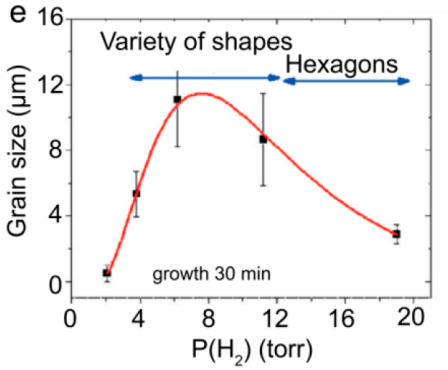 e
Variety of shapes
Hexagons
growth 30 min
Grain size (μm)
16
12
8
4
0
0 4 8 12 16 20
P(H₂) (torr)